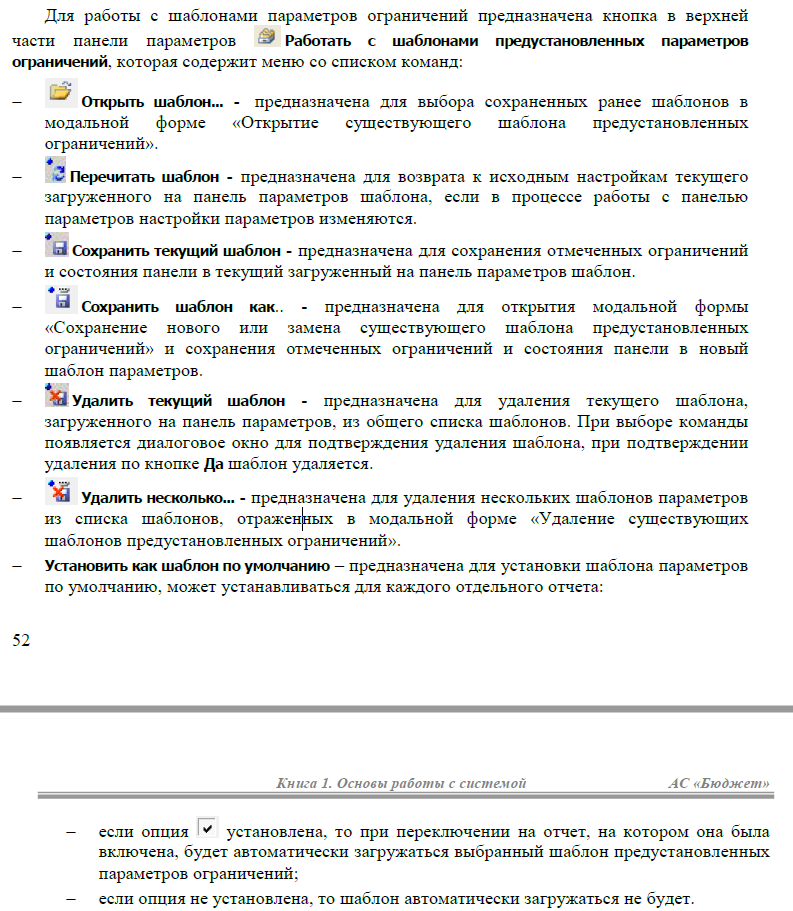 Для работы с шаблонами параметров ограничений предназначена кнопка в верхней
части панели параметров Работать с шаблонами предустановленных параметров
ограничений, которая содержит меню со списком команд:
– Открыть шаблон... - предназначена для выбора сохраненных ранее шаблонов в
модальной форме «Открытие существующего шаблона предустановленных
ограничений».
– Перечитать шаблон - предназначена для возврата к исходным настройкам текущего
загруженного на панель параметров шаблона, если в процессе работы с панелью
параметров настройки параметров изменяются.
– Сохранить текущий шаблон - предназначена для сохранения отмеченных ограничений
и состояния панели в текущий загруженный на панель параметров шаблон.
– Сохранить шаблон как.. - предназначена для открытия модальной формы
«Сохранение нового или замена существующего шаблона предустановленных
ограничений» и сохранения отмеченных ограничений и состояния панели в новый
шаблон параметров.
– Удалить текущий шаблон - предназначена для удаления текущего шаблона,
загруженного на панель параметров, из общего списка шаблонов. При выборе команды
появляется диалоговое окно для подтверждения удаления шаблона, при подтверждении
удаления по кнопке Да шаблон удаляется.
– Удалить несколько... - предназначена для удаления нескольких шаблонов параметров
из списка шаблонов, отраженных в модальной форме «Удаление существующих
шаблонов предустановленных ограничений».
– Установить как шаблон по умолчанию – предназначена для установки шаблона параметров
по умолчанию, может устанавливаться для каждого отдельного отчета:
52
Книга 1. Основы работы с системой АС «Бюджет»
– если опция установлена, то при переключении на отчет, на котором она была
включена, будет автоматически загружаться выбранный шаблон предустановленных
параметров ограничений;
– если опция не установлена, то шаблон автоматически загружаться не будет.